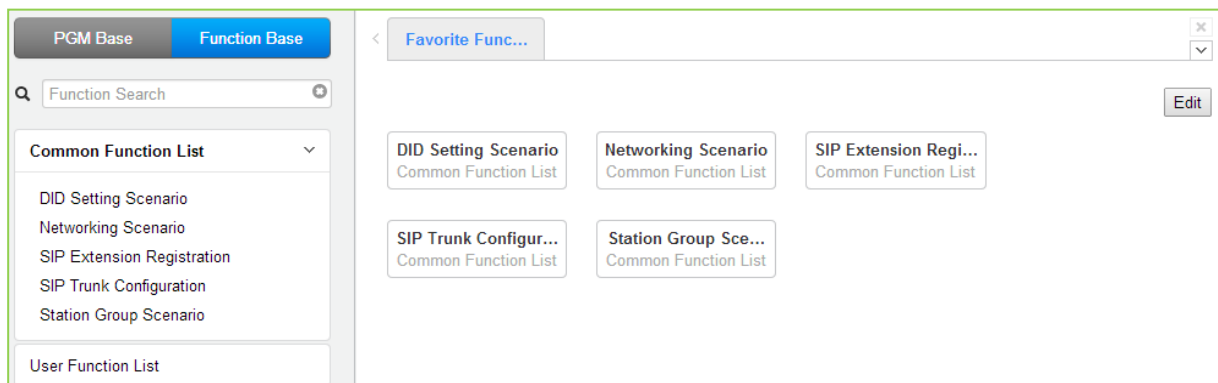 PGM Base
Function Base
Function Search
Common Function List
DID Setting Scenario
Networking Scenario
SIP Extension Registration
SIP Trunk Configuration
Station Group Scenario
User Function List
Favorite Func...
Edit
DID Setting Scenario
Common Function List
Networking Scenario
Common Function List
SIP Extension Regi...
Common Function List
SIP Trunk Configur...
Common Function List
Station Group Sce...
Common Function List